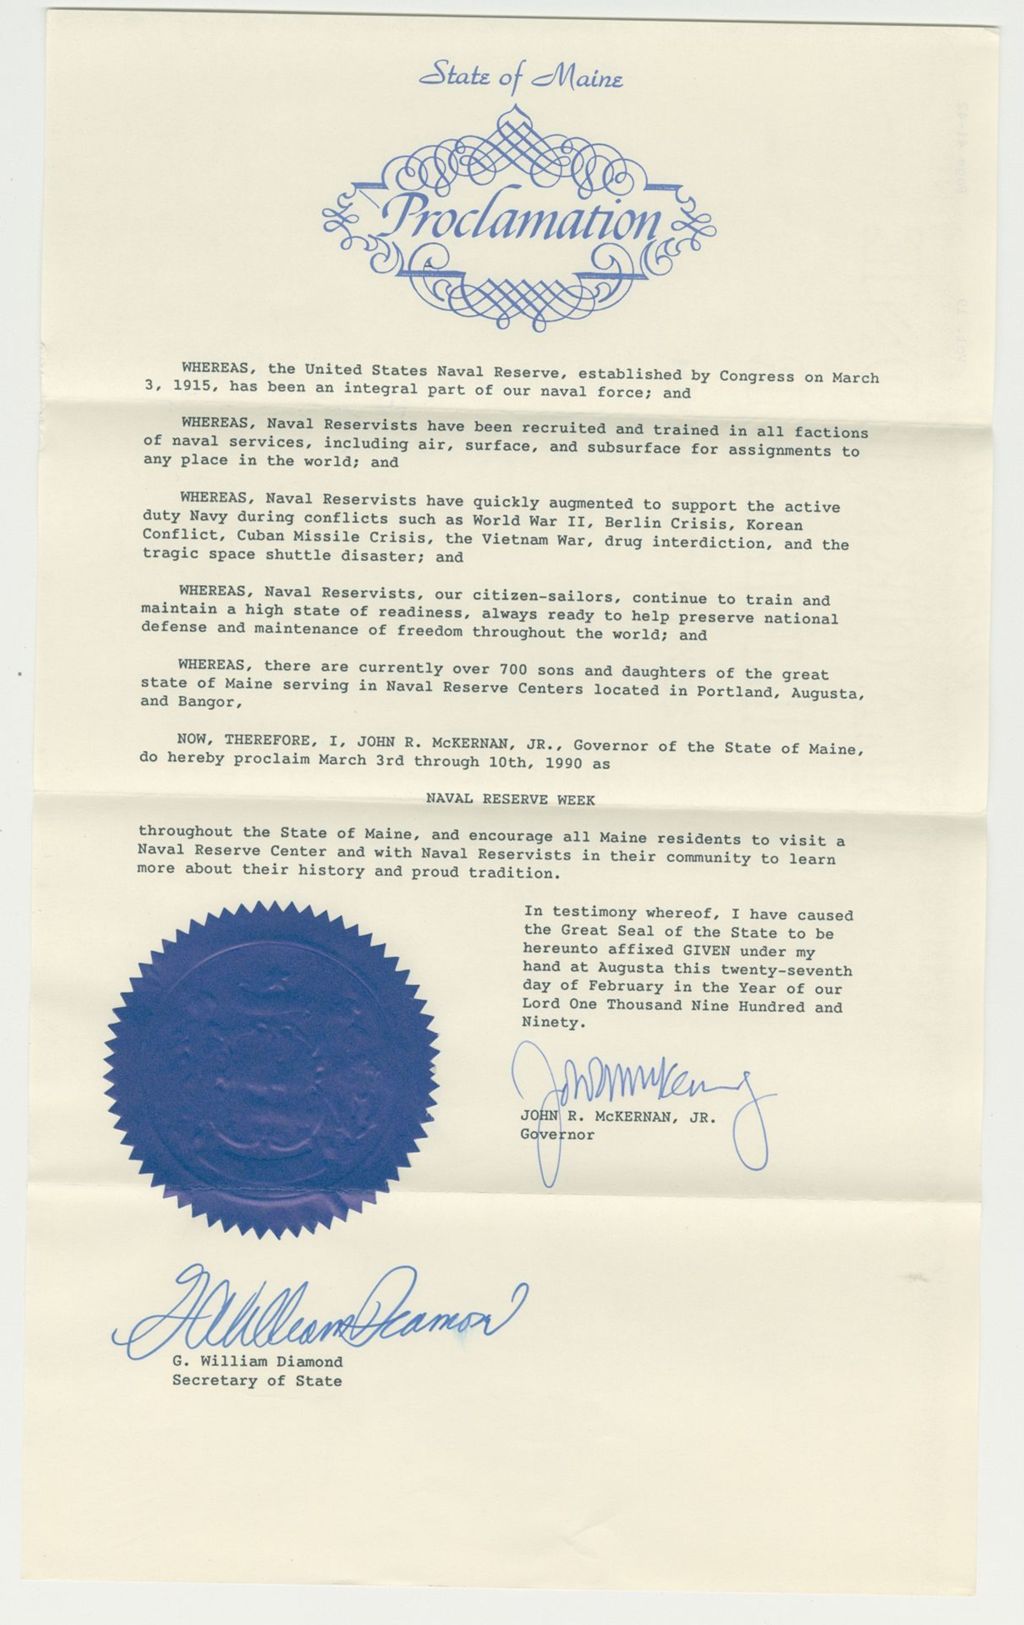 State of Maine
Proclamation
WHEREAS, the United States Naval Reserve, established by Congress on March
3, 1915, has been an integral part of our naval force; and
WHEREAS, Naval Reservists have been recruited and trained in all factions
of naval services, including air, surface, and subsurface for assignments to
any place in the world; and
WHEREAS, Naval Reservists have quickly augmented to support the active
duty Navy during conflicts such as World War II, Berlin Crisis, Korean
Conflict, Cuban Missile Crisis, the Vietnam War, drug interdiction, and the
tragic space shuttle disaster; and
WHEREAS, Naval Reservists, our citizen-sailors, continue to train and
maintain a high state of readiness, always ready to help preserve national
defense and maintenance of freedom throughout the world; and
WHEREAS, there are currently over 700 sons and daughters of the great
state of Maine serving in Naval Reserve Centers located in Portland, Augusta,
and Bangor,
NOW, THEREFORE, I, JOHN R. McKERNAN, JR., Governor of the State of Maine,
do hereby proclaim March 3rd through 10th, 1990 as
NAVAL RESERVE WEEK
throughout the State of Maine, and encourage all Maine residents to visit a
Naval Reserve Center and with Naval Reservists in their community to learn
more about their history and proud tradition.
In testimony whereof, I have caused
the Great Seal of the State to be
hereunto affixed GIVEN under my
hand at Augusta this twenty-seventh
day of February in the Year of our
Lord One Thousand Nine Hundred and
Ninety.
John R McKernan Jr
JOHN R. McKERNAN, JR.
Governor
G William Diamond
G. William Diamond
Secretary of State